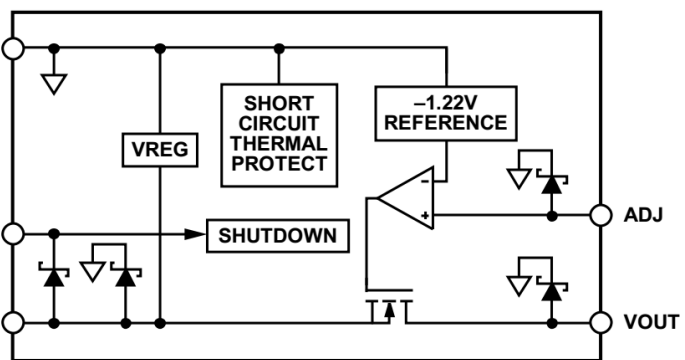 VREG
SHORT
CIRCUIT
THERMAL
PROTECT
–1.22V
REFERENCE
–
+
ADJ
SHUTDOWN
VOUT